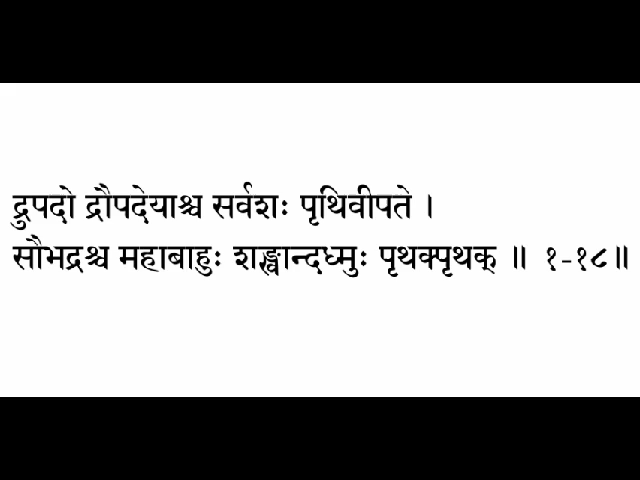 द्रुपदो द्रौपदेयाश्च सर्वशः पृथिवीपते ।
सौभद्रश्च महाबाहुः शङ्खान्दध्मुः पृथक्पृथक् ॥ १-१८॥